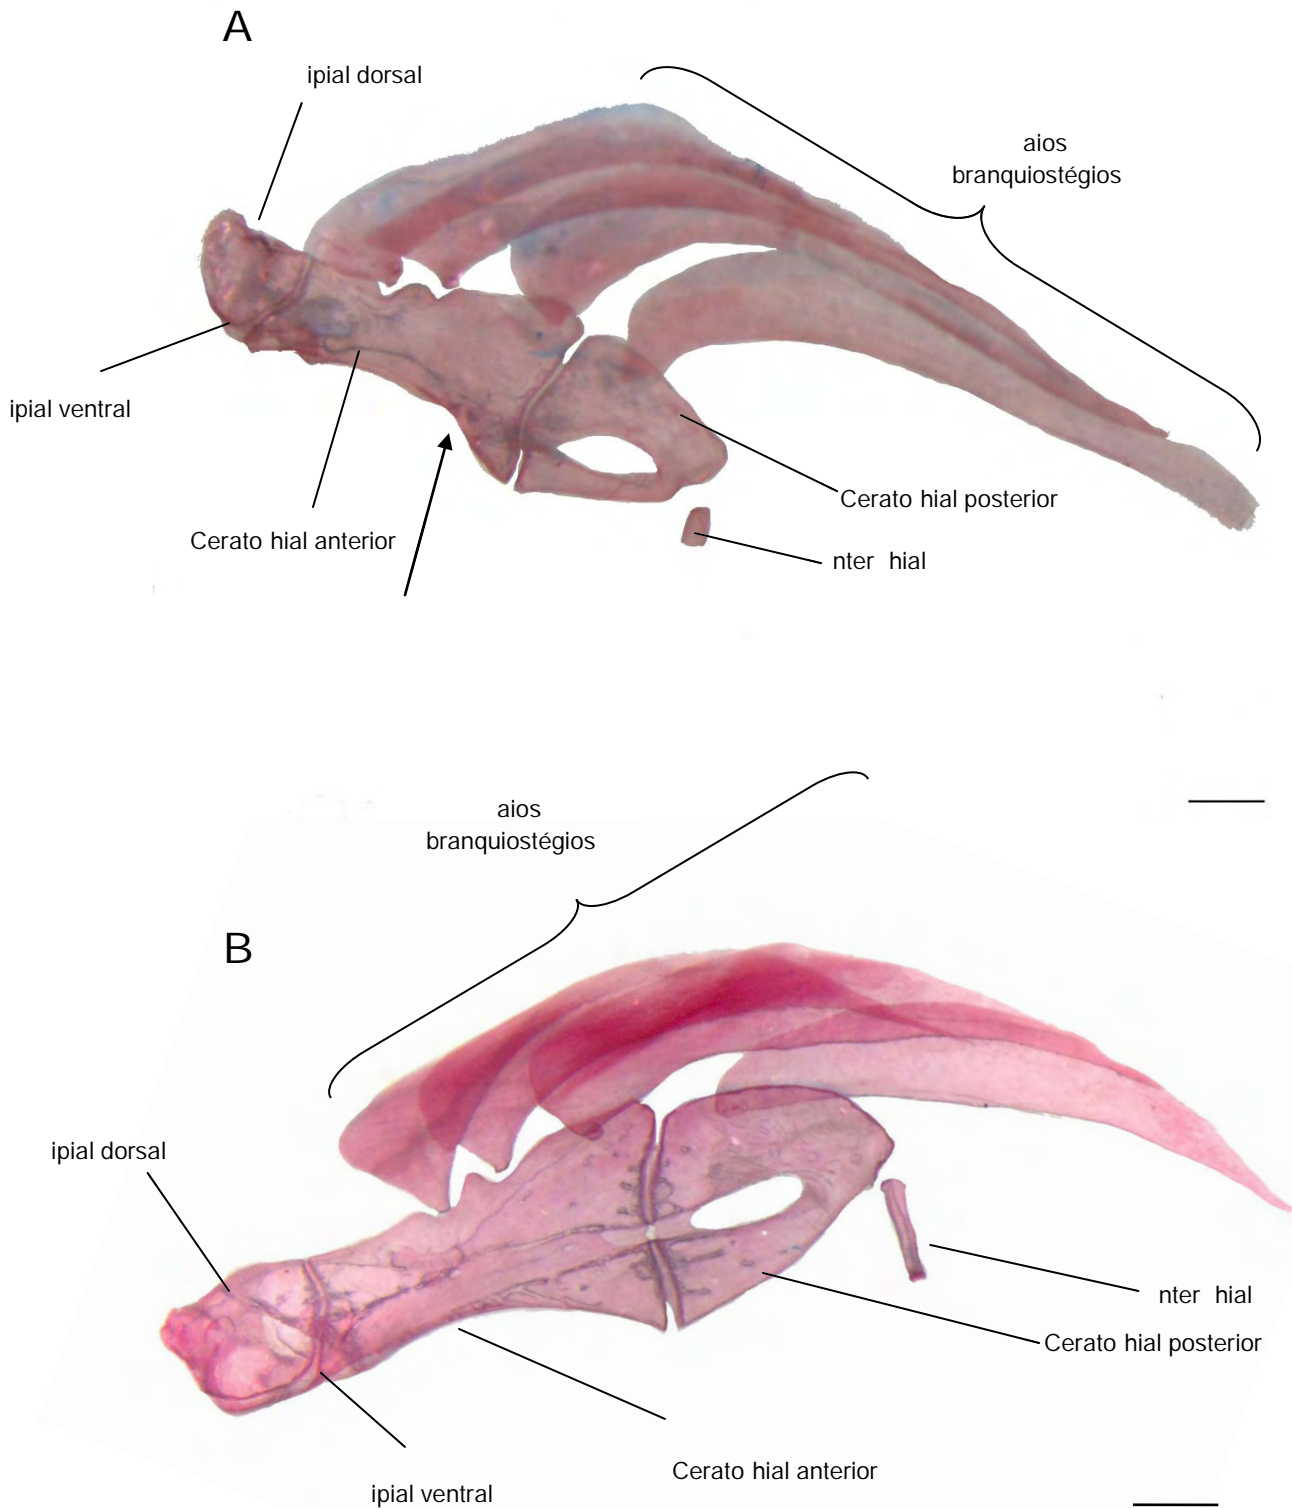 A
ipial dorsal
aios
branquiostégios
ipial ventral
Cerato hial posterior
Cerato hial anterior
nter hial
aios
branquiostégios
B
ipial dorsal
nter hial
Cerato hial posterior
Cerato hial anterior
ipial ventral